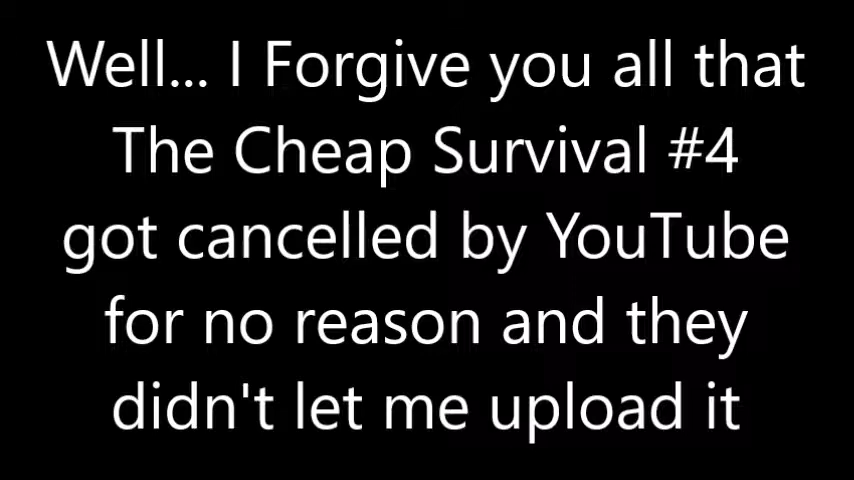 Well... I Forgive you all that
The Cheap Survival #4
got cancelled by YouTube
for no reason and they
didn't let me upload it